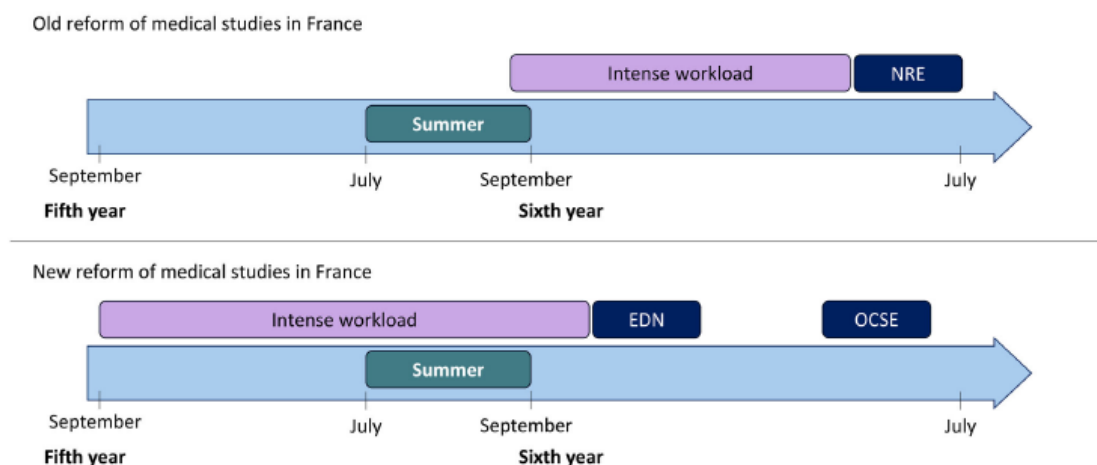 Old reform of medical studies in France
Intense workload
NRE
Summer
September
July
September
July
Fifth year
Sixth year
New reform of medical studies in France
Intense workload
EDN
OCSE
Summer
September
July
September
July
Fifth year
Sixth year